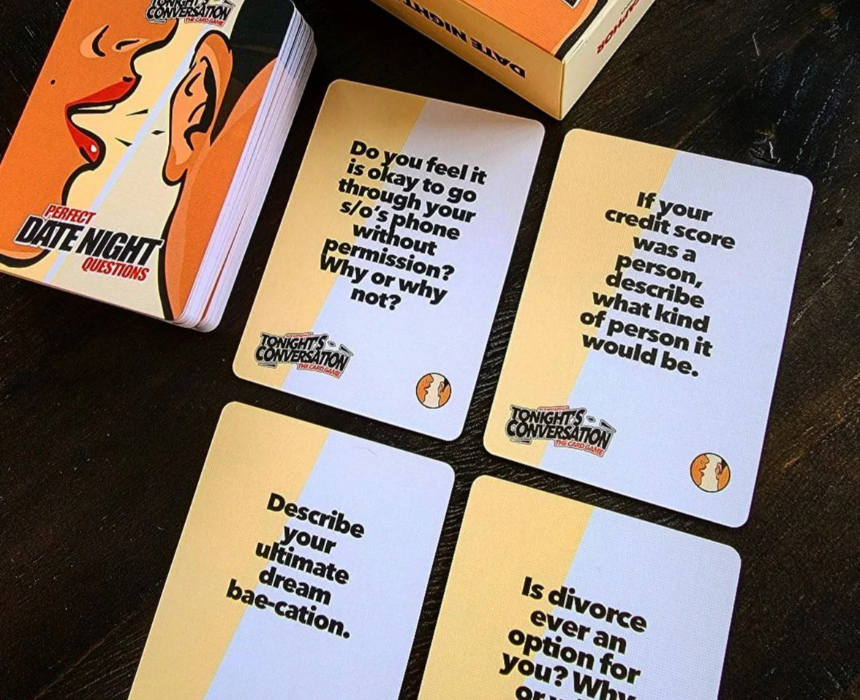 TONIGHT'S
CONVERSATION
THE CARD GAME
PERFECT
DATE NIGHT
QUESTIONS
DATE NIGHT
Do you feel it
is okay to go
through your
s/o's phone
without
permission?
Why or why
not?
TONIGHT'S
CONVERSATION
THE CARD GAME
If your
credit score
was a
person,
describe
what kind
of person it
would be.
TONIGHT'S
CONVERSATION
THE CARD GAME
Describe
your
ultimate
dream
bae-cation.
Is divorce
ever an
option for
you? Why